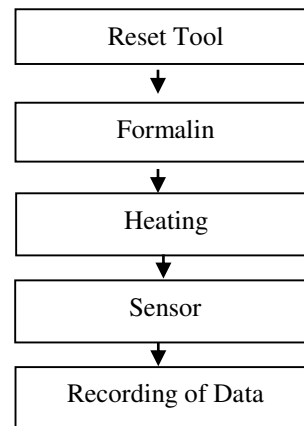 Reset Tool
Formalin
Heating
Sensor
Recording of Data